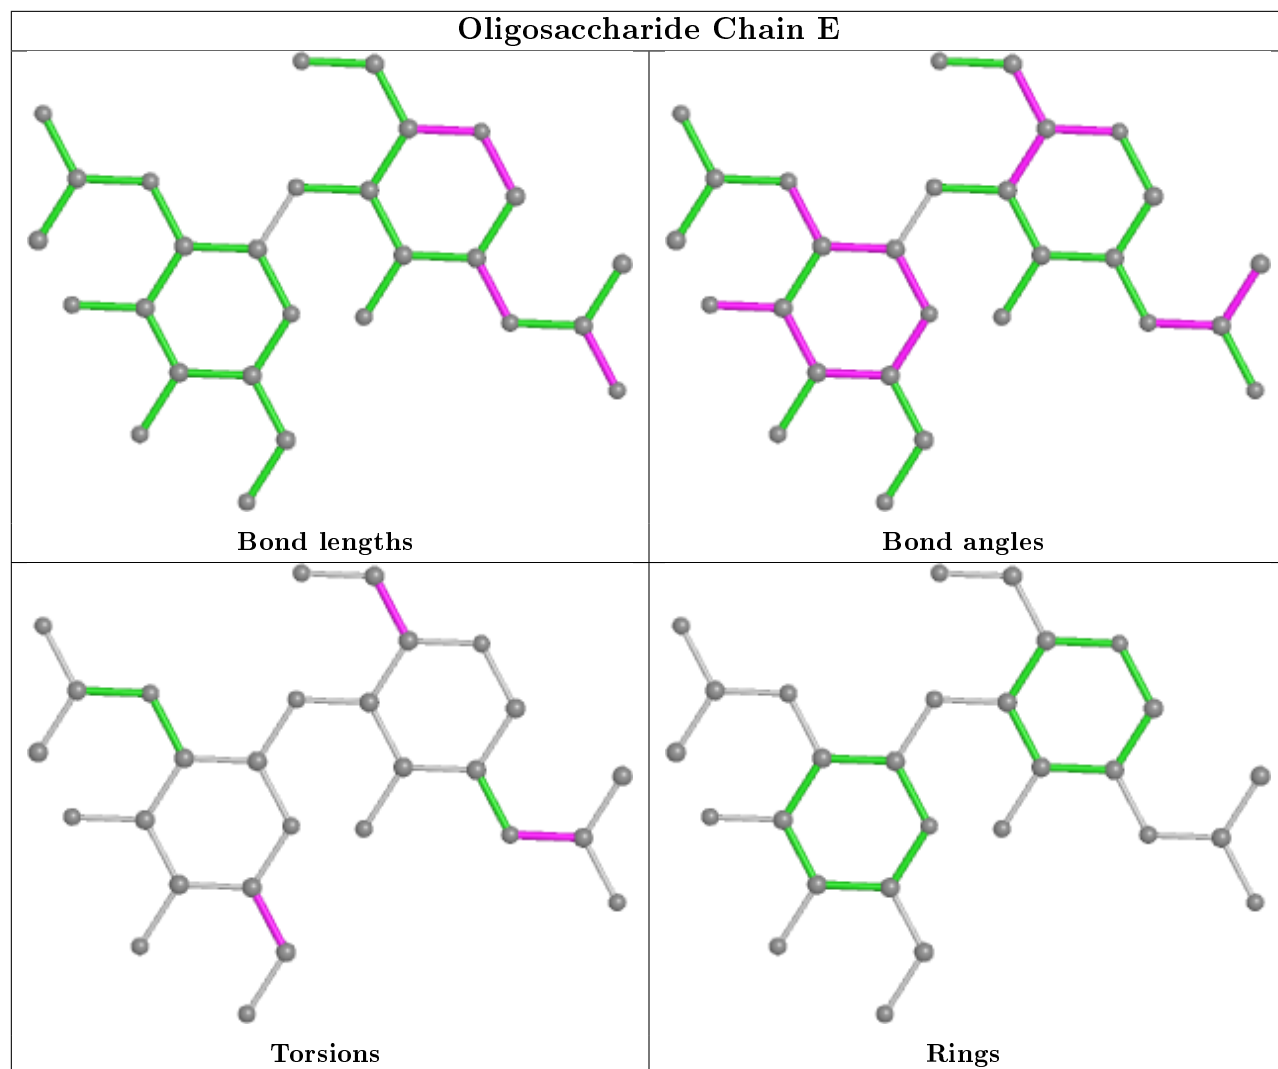 Oligosaccharide Chain E
Bond lengths
Bond angles
Torsions
Rings